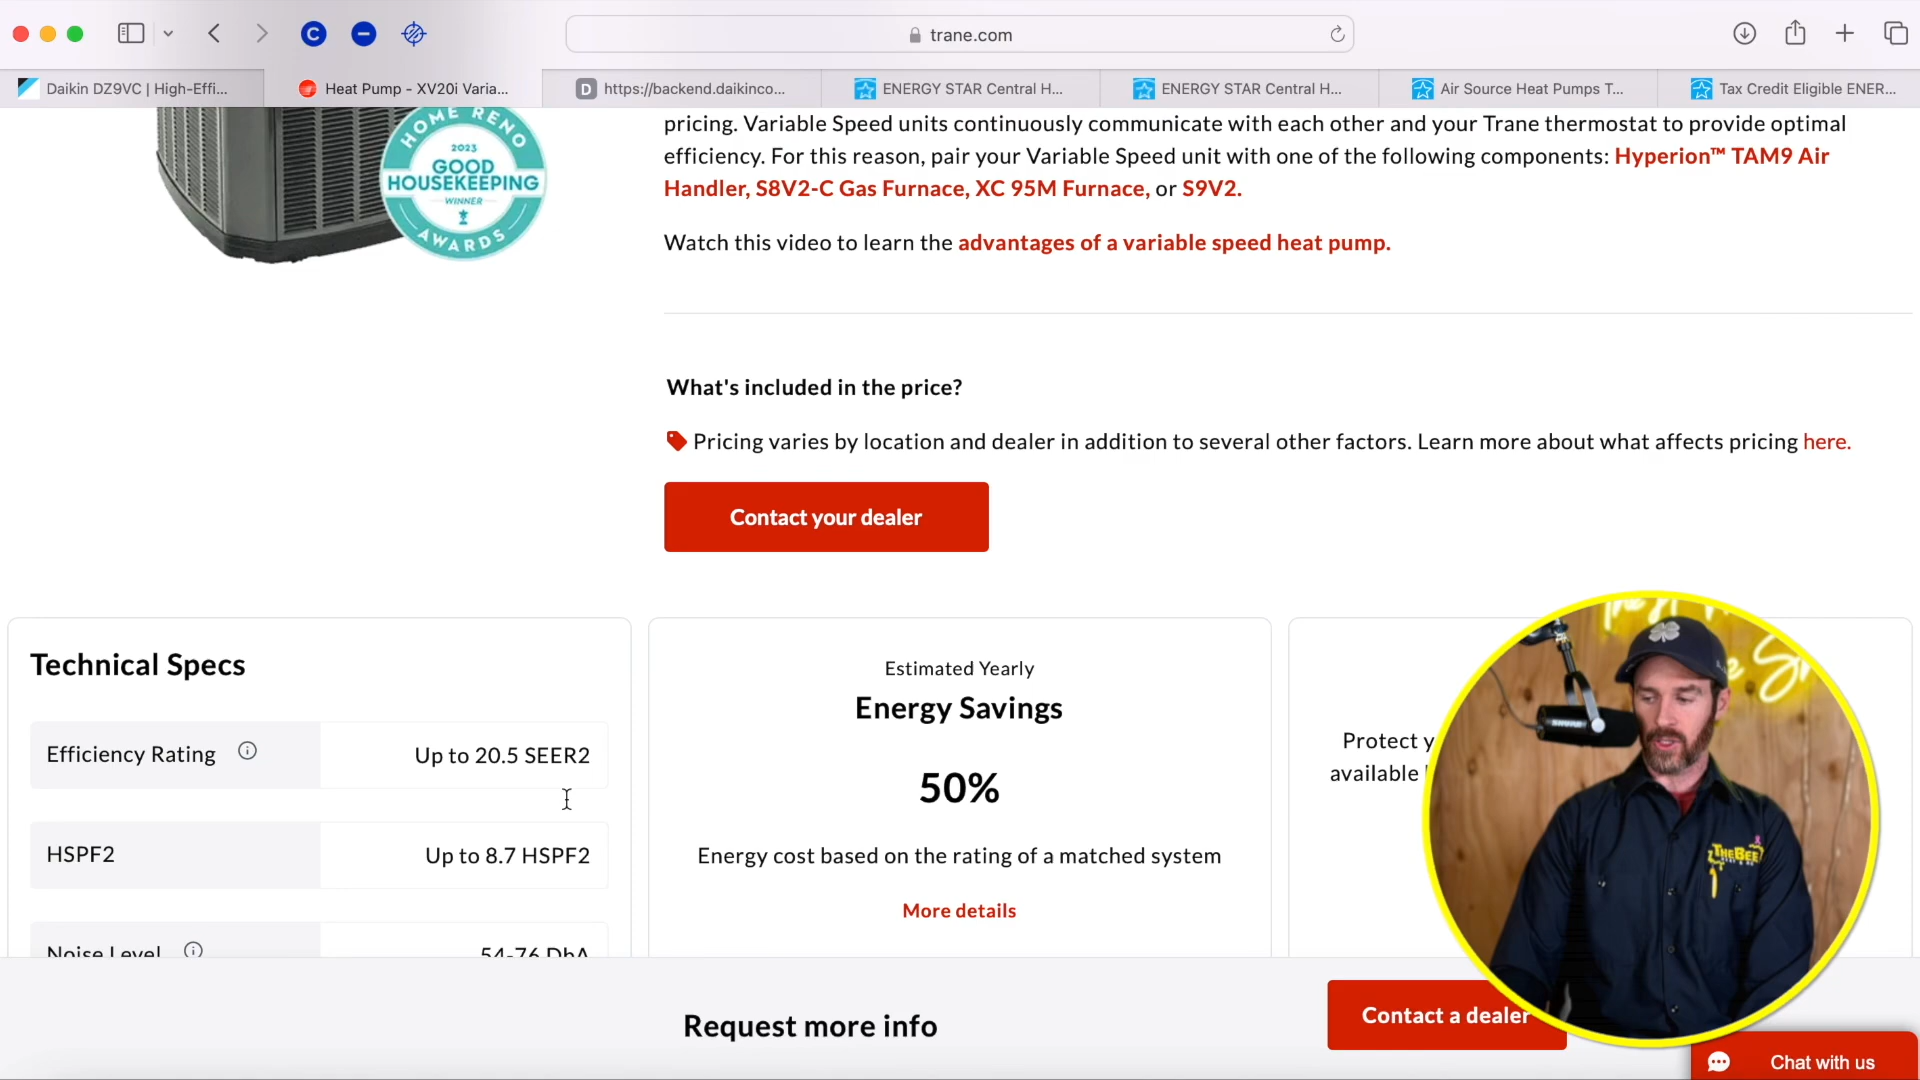 trane.com
Daikin DZ9VC | High-Effi...
Heat Pump - XV20i Varia...
D
https://backend.daikinco...
ENERGY STAR Central H...
ENERGY STAR Central H...
Air Source Heat Pumps T...
Tax Credit Eligible ENER...
C
HOME RENO
2023
GOOD
HOUSEKEEPING
WINNER
AWARDS
pricing. Variable Speed units continuously communicate with each other and your Trane thermostat to provide optimal
efficiency. For this reason, pair your Variable Speed unit with one of the following components: Hyperion™ TAM9 Air
Handler, S8V2-C Gas Furnace, XC 95M Furnace, or S9V2.
Watch this video to learn the advantages of a variable speed heat pump.
What's included in the price?
Pricing varies by location and dealer in addition to several other factors. Learn more about what affects pricing here.
Contact your dealer
Technical Specs
Efficiency Rating
Up to 20.5 SEER2
HSPF2
Up to 8.7 HSPF2
Noise Level
54-76 DbA
Estimated Yearly
Energy Savings
50%
Energy cost based on the rating of a matched system
More details
Protect y
available
SHURE
THEBEE
Request more info
Contact a dealer
Chat with us